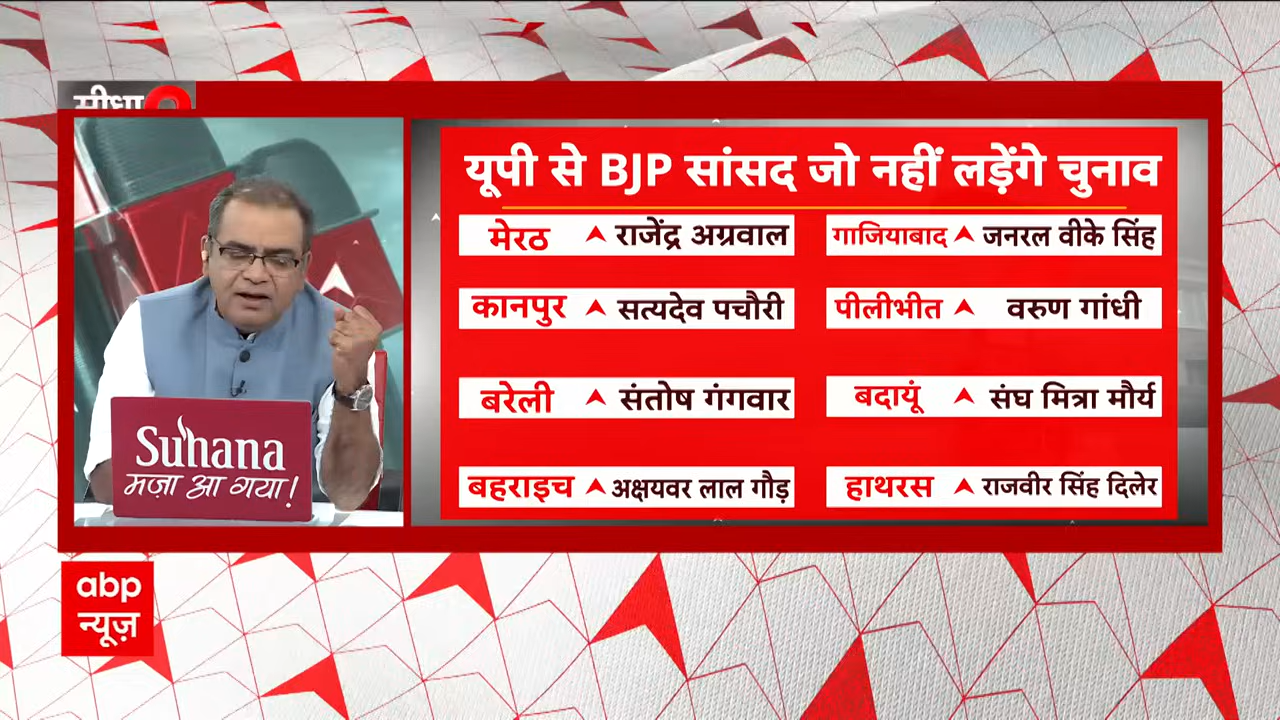 सीधा
यूपी से BJP सांसद जो नहीं लड़ेंगे चुनाव
मेरठ राजेंद्र अग्रवाल
गाजियाबाद जनरल वीके सिंह
कानपुर सत्यदेव पचौरी
पीलीभीत वरुण गांधी
बरेली संतोष गंगवार
बदायूं संघ मित्रा मौर्य
बहराइच अक्षयवर लाल गौड़
हाथरस राजवीर सिंह दिलेर
Suhana
मज़ा आ गया!
abp
न्यूज़